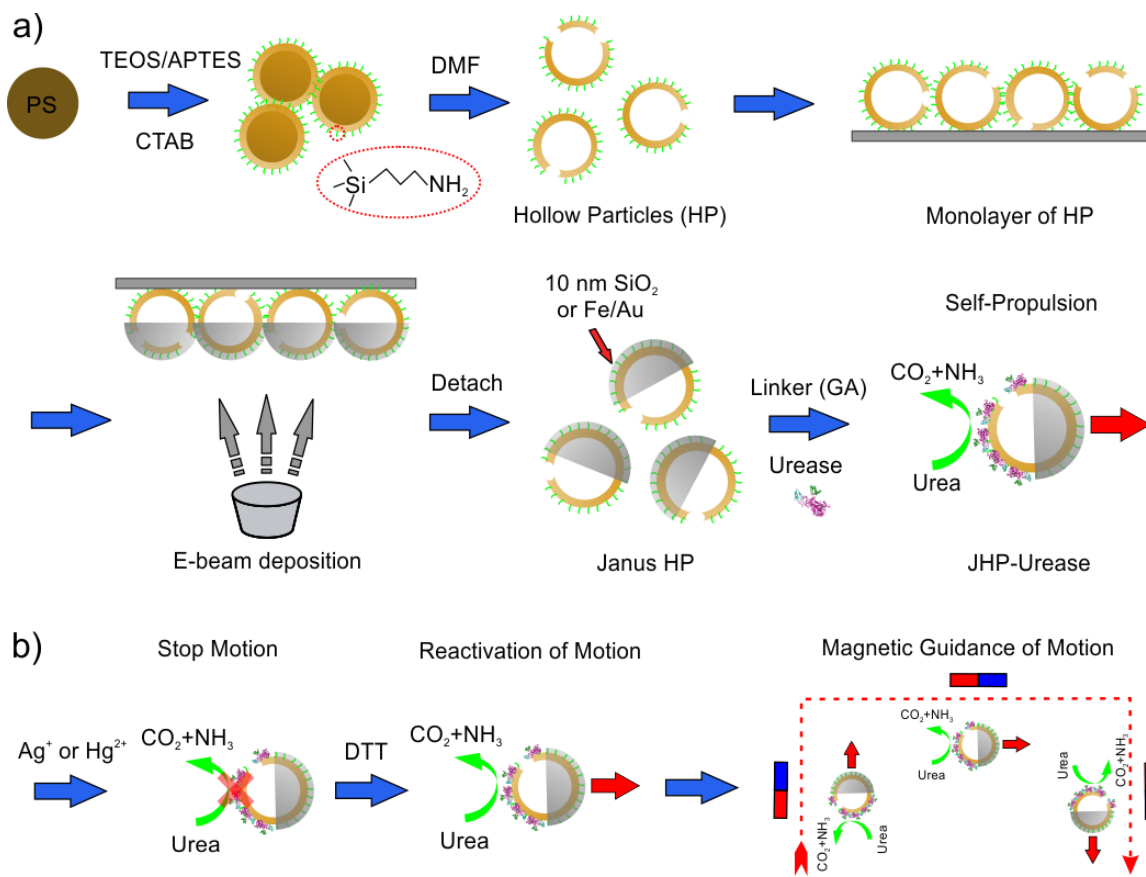 a)
PS
TEOS/APTES
CTAB
Si
NH₂
DMF
Hollow Particles (HP)
Monolayer of HP
E-beam deposition
Detach
10 nm SiO₂
or Fe/Au
Janus HP
Linker (GA)
Urease
Self-Propulsion
CO₂+NH₃
Urea
JHP-Urease
b)
Stop Motion
Ag⁺ or Hg²⁺
CO₂+NH₃
Urea
Reactivation of Motion
DTT
CO₂+NH₃
Urea
Magnetic Guidance of Motion
CO₂+NH₃
Urea
CO₂+NH₃
Urea
Urea
CO₂+NH₃